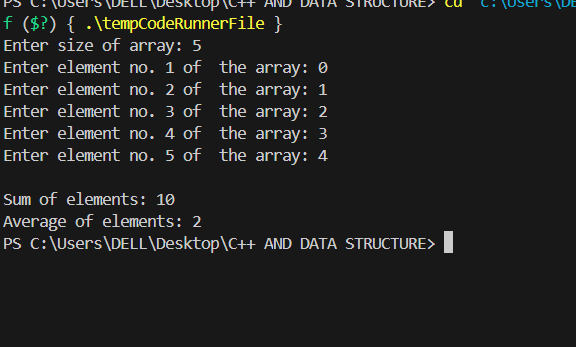 PS C:\Users\DELL\Desktop\C++ AND DATA STRUCTURE> cd "c:\Users\DE
f ($?) { .\tempCodeRunnerFile }
Enter size of array: 5
Enter element no. 1 of  the array: 0
Enter element no. 2 of  the array: 1
Enter element no. 3 of  the array: 2
Enter element no. 4 of  the array: 3
Enter element no. 5 of  the array: 4

Sum of elements: 10
Average of elements: 2
PS C:\Users\DELL\Desktop\C++ AND DATA STRUCTURE>